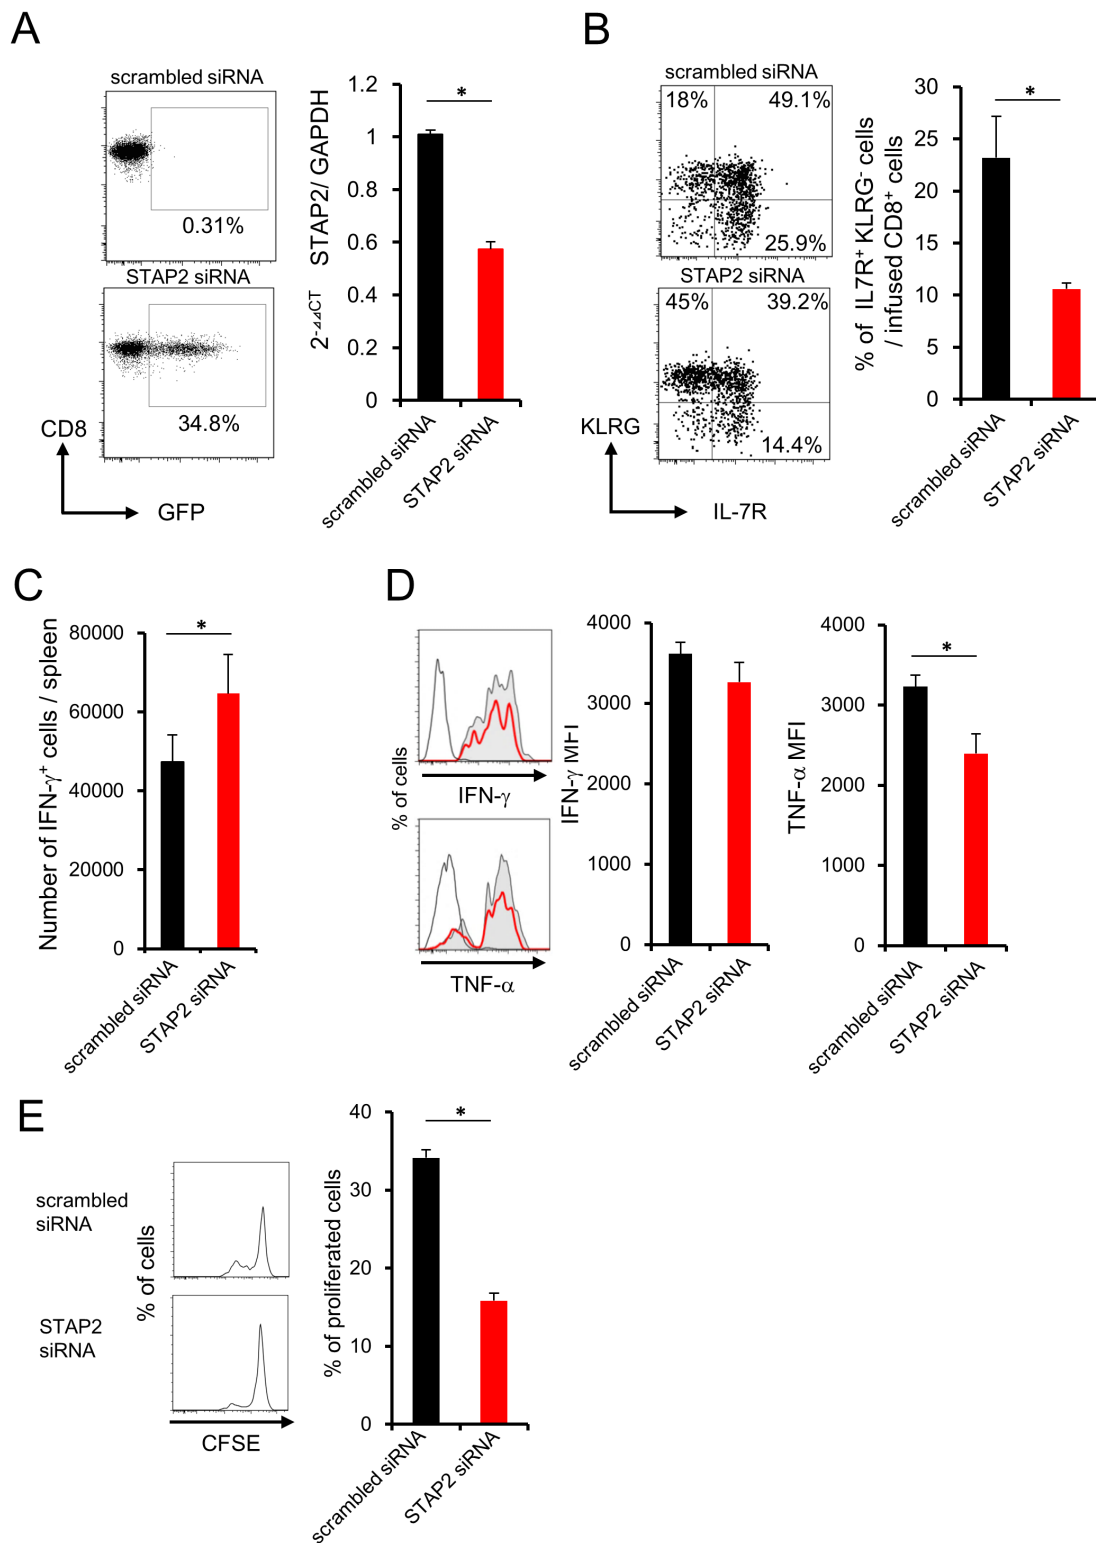 A
scrambled siRNA
0.31%
STAP2 siRNA
34.8%
CD8
GFP
2-⊿⊿CT STAP2/ GAPDH
1.2
1
0.8
0.6
0.4
0.2
0
*
scrambled siRNA
STAP2 siRNA
B
scrambled siRNA
18%
49.1%
25.9%
STAP2 siRNA
45%
39.2%
14.4%
KLRG
IL-7R
% of IL7R+ KLRG- cells
/ infused CD8+ cells
30
25
20
15
10
5
0
*
scrambled siRNA
STAP2 siRNA
C
Number of IFN-γ+ cells / spleen
80000
60000
40000
20000
0
*
scrambled siRNA
STAP2 siRNA
D
% of cells
IFN-γ
TNF-α
IFN-γ MFI
4000
3000
2000
1000
0
scrambled siRNA
STAP2 siRNA
TNF-α MFI
4000
3000
2000
1000
0
*
scrambled siRNA
STAP2 siRNA
E
scrambled
siRNA
STAP2
siRNA
% of cells
CFSE
% of proliferated cells
40
30
20
10
0
*
scrambled siRNA
STAP2 siRNA